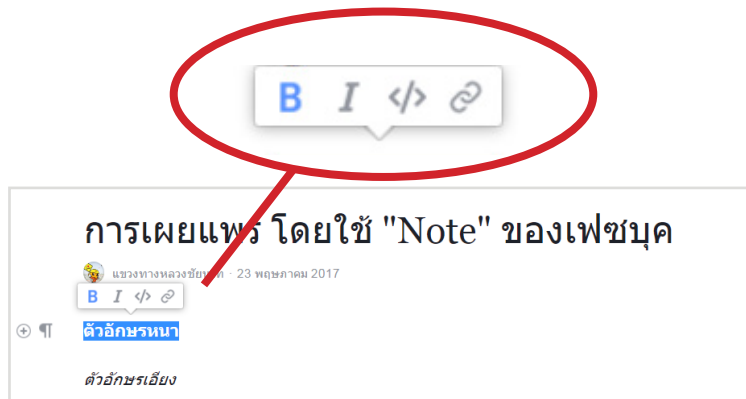 B I </>
การเผยแพร่ โดยใช้ "Note" ของเฟซบุค
23 พฤษภาคม 2017
B I </>
ตัวอักษรหนา
ตัวอักษรเอียง